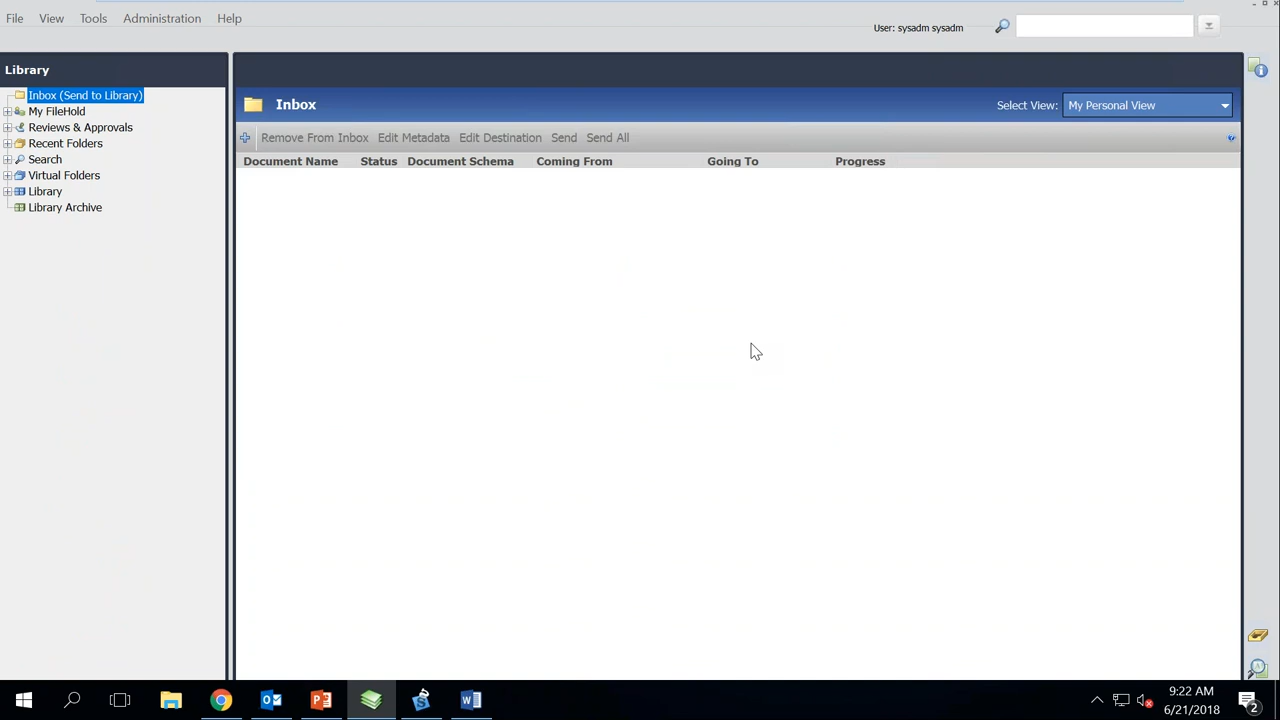 File View Tools Administration Help
User: sysadm sysadm
Library
Inbox (Send to Library)
My FileHold
Reviews & Approvals
Recent Folders
Search
Virtual Folders
Library
Library Archive
Inbox
Select View: My Personal View
Remove From Inbox Edit Metadata Edit Destination Send Send All
Document Name Status Document Schema Coming From Going To Progress
9:22 AM
6/21/2018
2